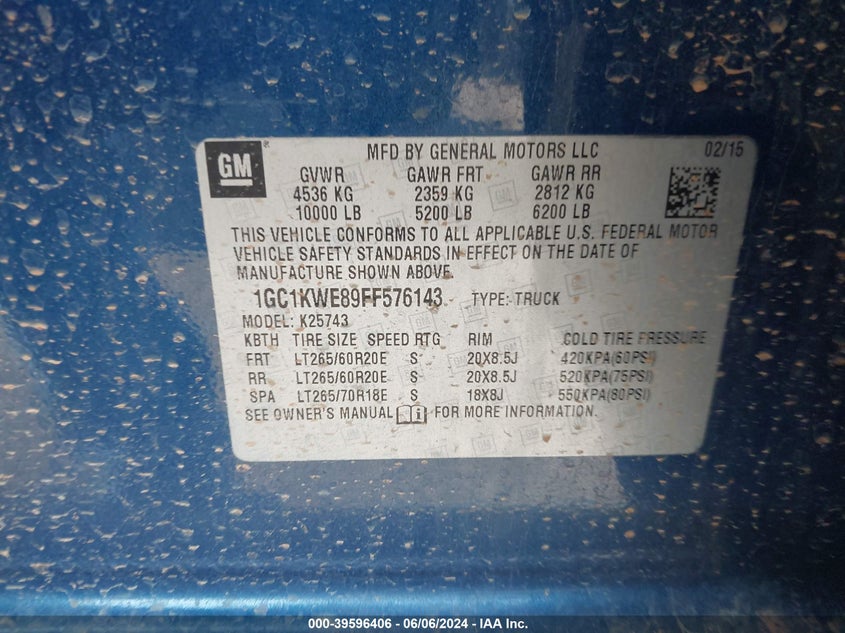 GM
MFD BY GENERAL MOTORS LLC 02/15
GVWR GAWR FRT GAWR RR
4536 KG 2359 KG 2812 KG
10000 LB 5200 LB 6200 LB
THIS VEHICLE CONFORMS TO ALL APPLICABLE U.S. FEDERAL MOTOR
VEHICLE SAFETY STANDARDS IN EFFECT ON THE DATE OF
MANUFACTURE SHOWN ABOVE.
1GC1KWE89FF576143 TYPE: TRUCK
MODEL: K25743
KBTH TIRE SIZE SPEED RTG RIM COLD TIRE PRESSURE
FRT LT265/60R20E S 20X8.5J 420KPA(60PSI)
RR LT265/60R20E S 20X8.5J 520KPA(75PSI)
SPA LT265/70R18E S 18X8J 550KPA(80PSI)
SEE OWNER'S MANUAL FOR MORE INFORMATION.
000-39596406 - 06/06/2024 - IAA Inc.